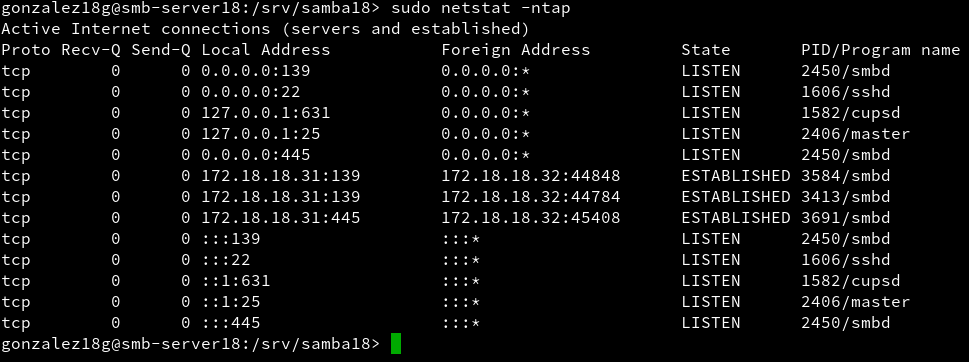 gonzalez18g@smb-server18:/srv/samba18> sudo netstat -ntap
Active Internet connections (servers and established)
Proto Recv-Q Send-Q Local Address           Foreign Address         State       PID/Program name
tcp        0      0 0.0.0.0:139             0.0.0.0:*               LISTEN      2450/smbd
tcp        0      0 0.0.0.0:22              0.0.0.0:*               LISTEN      1606/sshd
tcp        0      0 127.0.0.1:631           0.0.0.0:*               LISTEN      1582/cupsd
tcp        0      0 127.0.0.1:25            0.0.0.0:*               LISTEN      2406/master
tcp        0      0 0.0.0.0:445             0.0.0.0:*               LISTEN      2450/smbd
tcp        0      0 172.18.18.31:139        172.18.18.32:44848      ESTABLISHED 3584/smbd
tcp        0      0 172.18.18.31:139        172.18.18.32:44784      ESTABLISHED 3413/smbd
tcp        0      0 172.18.18.31:445        172.18.18.32:45408      ESTABLISHED 3691/smbd
tcp        0      0 :::139                  :::*                    LISTEN      2450/smbd
tcp        0      0 :::22                   :::*                    LISTEN      1606/sshd
tcp        0      0 ::1:631                 :::*                    LISTEN      1582/cupsd
tcp        0      0 ::1:25                  :::*                    LISTEN      2406/master
tcp        0      0 :::445                  :::*                    LISTEN      2450/smbd
gonzalez18g@smb-server18:/srv/samba18>